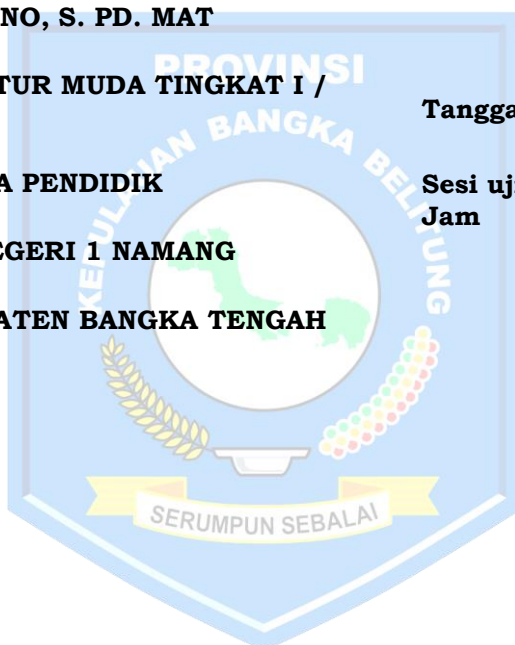 NO, S. PD. MAT
TUR MUDA TINGKAT I /
A PENDIDIK
EGERI 1 NAMANG
ATEN BANGKA TENGAH
Tangga
Sesi uj
Jam
PROVINSI
KEPULAUAN BANGKA BELITUNG
SERUMPUN SEBALAI